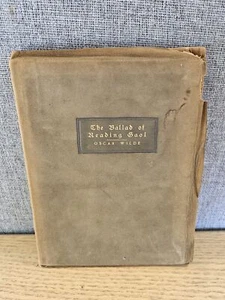 The Ballad of
Reading Gaol
OSCAR WILDE